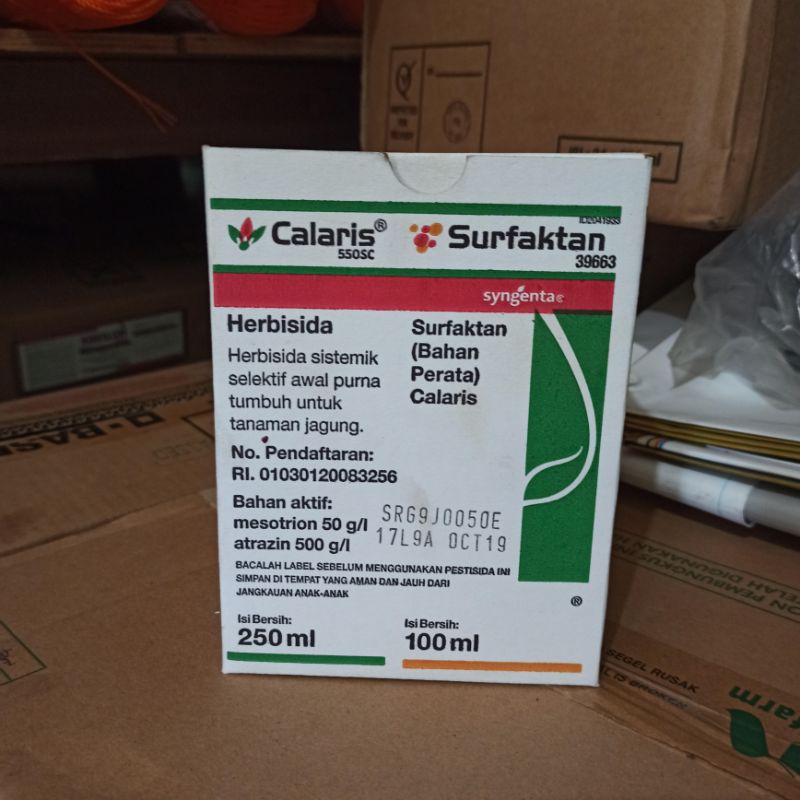 Calaris®
550SC
Surfaktan
39663
syngenta
Herbisida
Herbisida sistemik
selektif awal purna
tumbuh untuk
tanaman jagung.
No. Pendaftaran:
RI. 01030120083256
Bahan aktif:
mesotrion 50 g/l
atrazin 500 g/l
Surfaktan
(Bahan
Perata)
Calaris
SRG9J0050E
17L9A OCT19
BACALAH LABEL SEBELUM MENGGUNAKAN PESTISIDA INI
SIMPAN DI TEMPAT YANG AMAN DAN JAUH DARI
JANGKAUAN ANAK-ANAK
®
Isi Bersih:
250 ml
Isi Bersih:
100 ml
SEGEL RUSAK
farm